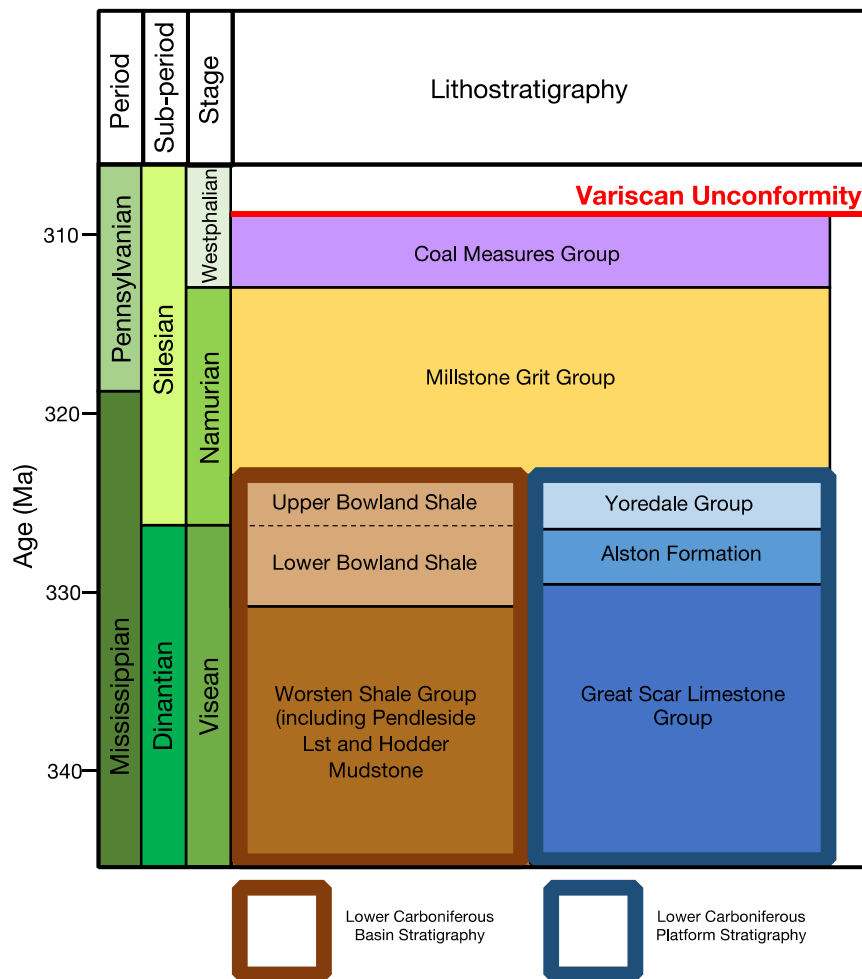 Period
Sub-period
Stage
Lithostratigraphy
Age (Ma)
310
320
330
340
Pennsylvanian
Mississippian
Silesian
Dinantian
Westphalian
Namurian
Visean
Variscan Unconformity
Coal Measures Group
Millstone Grit Group
Upper Bowland Shale
Lower Bowland Shale
Worsten Shale Group
(including Pendleside
Lst and Hodder
Mudstone
Yoredale Group
Alston Formation
Great Scar Limestone
Group
Lower Carboniferous
Basin Stratigraphy
Lower Carboniferous
Platform Stratigraphy